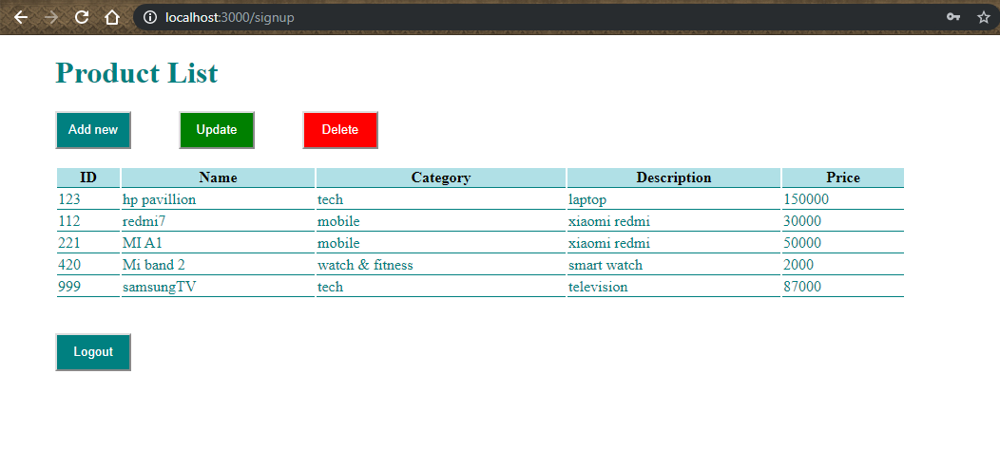 localhost:3000/signup
Product List
Add new Update Delete
ID Name Category Description Price
123 hp pavillion tech laptop 150000
112 redmi7 mobile xiaomi redmi 30000
221 MI A1 mobile xiaomi redmi 50000
420 Mi band 2 watch & fitness smart watch 2000
999 samsungTV tech television 87000
Logout